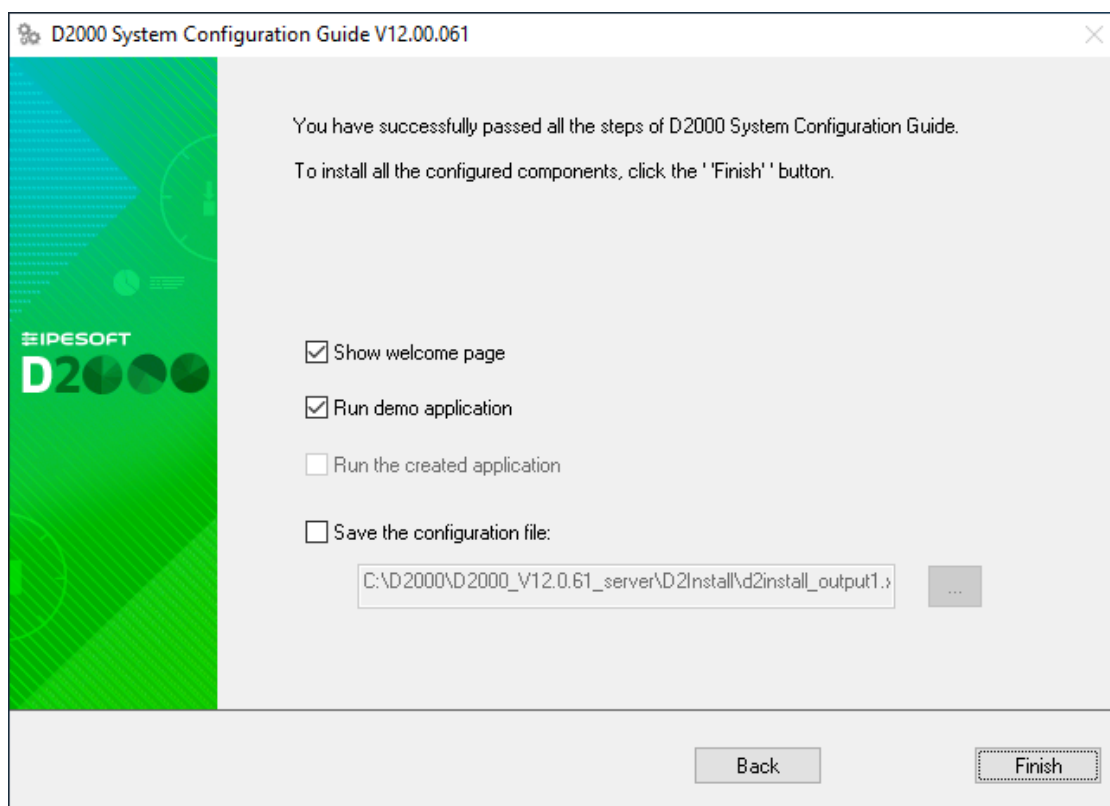 D2000 System Configuration Guide V12.00.061
You have successfully passed all the steps of D2000 System Configuration Guide.
To install all the configured components, click the ' 'Finish' ' button.
IPESOFT
D2000
Show welcome page
Run demo application
Run the created application
Save the configuration file:
C:\D2000\D2000_V12.0.61_server\D2Install\d2install_output1.x
...
Back
Finish